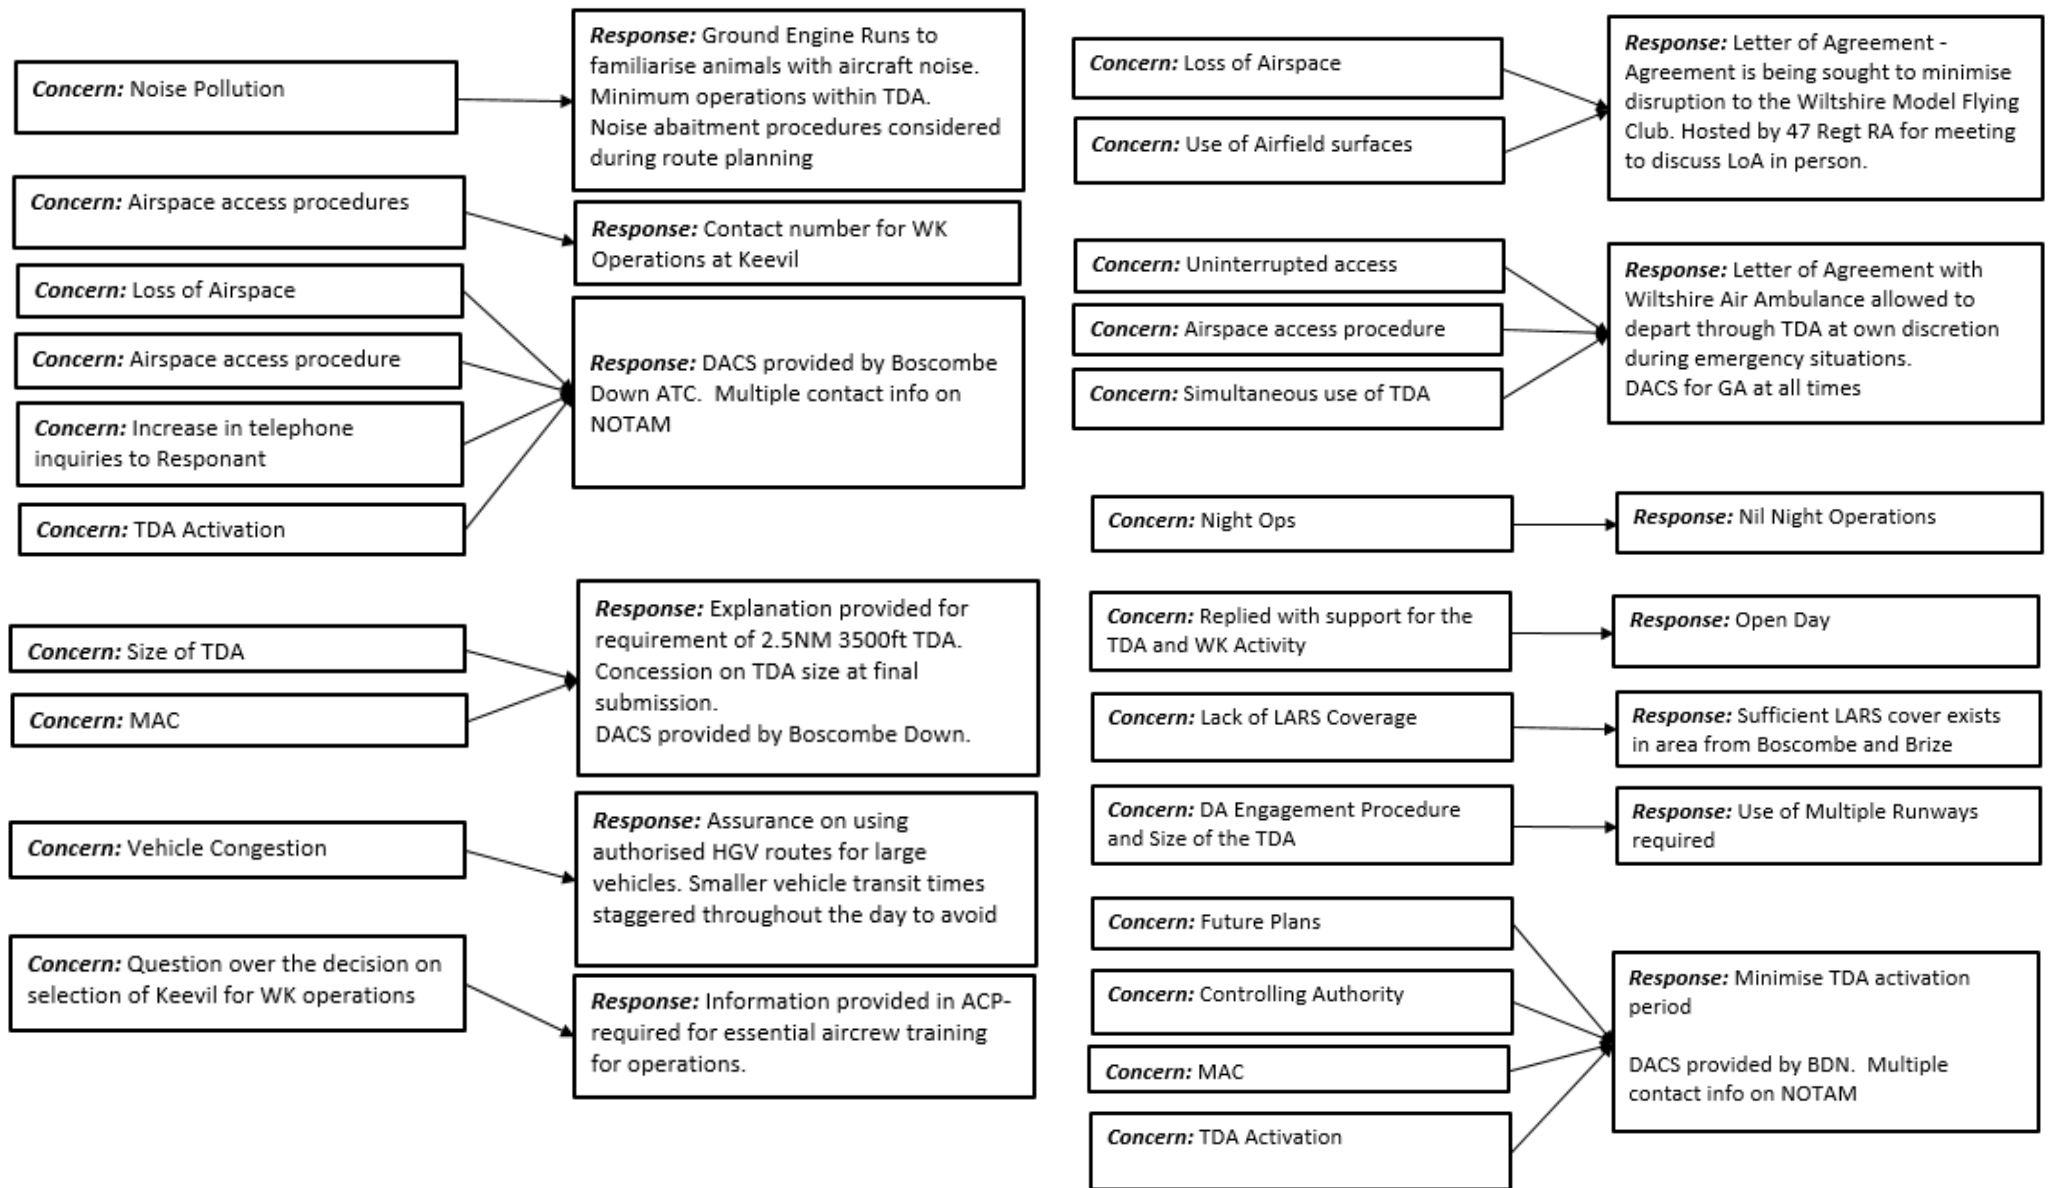 Concern: Noise Pollution
Response: Ground Engine Runs to
familiarise animals with aircraft noise.
Minimum operations within TDA.
Noise abaitment procedures considered
during route planning
Concern: Airspace access procedures
Response: Contact number for WK
Operations at Keevil
Concern: Loss of Airspace
Concern: Airspace access procedure
Concern: Increase in telephone
inquiries to Responant
Concern: TDA Activation
Response: DACS provided by Boscombe
Down ATC.  Multiple contact info on
NOTAM
Concern: Size of TDA
Concern: MAC
Response: Explanation provided for
requirement of 2.5NM 3500ft TDA.
Concession on TDA size at final
submission.
DACS provided by Boscombe Down.
Concern: Vehicle Congestion
Response: Assurance on using
authorised HGV routes for large
vehicles. Smaller vehicle transit times
staggered throughout the day to avoid
Concern: Question over the decision on
selection of Keevil for WK operations
Response: Information provided in ACP-
required for essential aircrew training
for operations.
Concern: Loss of Airspace
Concern: Use of Airfield surfaces
Response: Letter of Agreement -
Agreement is being sought to minimise
disruption to the Wiltshire Model Flying
Club. Hosted by 47 Regt RA for meeting
to discuss LoA in person.
Concern: Uninterrupted access
Concern: Airspace access procedure
Concern: Simultaneous use of TDA
Response: Letter of Agreement with
Wiltshire Air Ambulance allowed to
depart through TDA at own discretion
during emergency situations.
DACS for GA at all times
Concern: Night Ops
Response: Nil Night Operations
Concern: Replied with support for the
TDA and WK Activity
Response: Open Day
Concern: Lack of LARS Coverage
Response: Sufficient LARS cover exists
in area from Boscombe and Brize
Concern: DA Engagement Procedure
and Size of the TDA
Response: Use of Multiple Runways
required
Concern: Future Plans
Concern: Controlling Authority
Concern: MAC
Concern: TDA Activation
Response: Minimise TDA activation
period
DACS provided by BDN.  Multiple
contact info on NOTAM